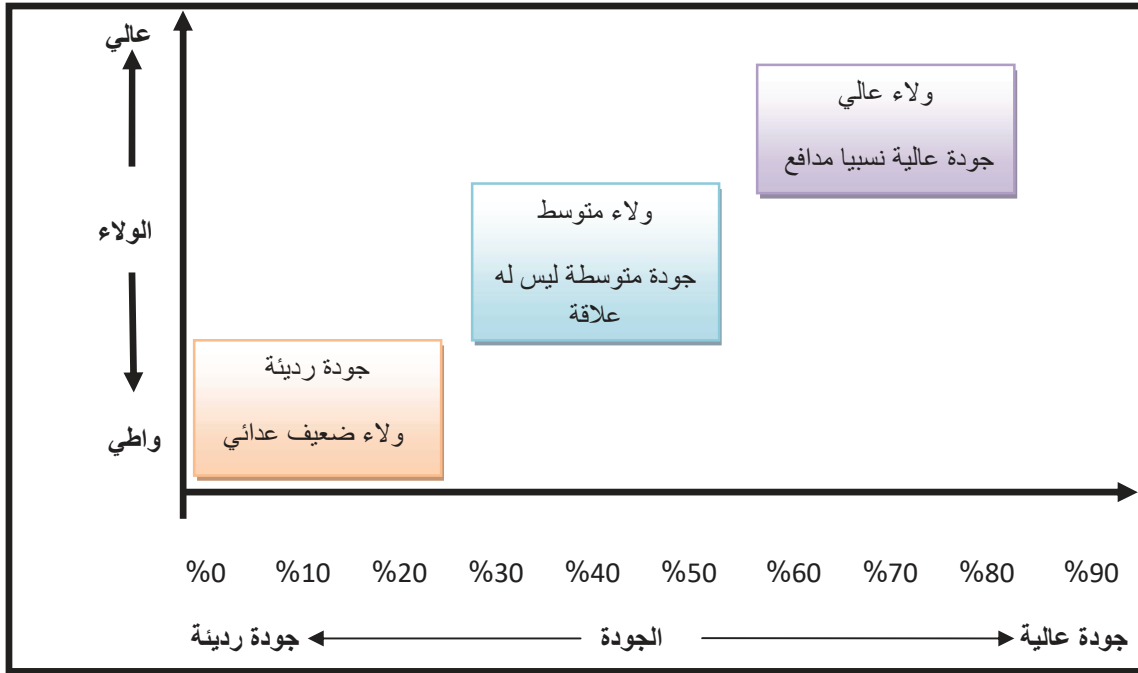 عالي
ولاء عالي
جودة عالية نسبيا مدافع
ولاء متوسط
الولاء
جودة متوسطة ليس له
علاقة
جودة رديئة
ولاء ضعيف عدائي
واطي
%0 %10 %20 %30 %40 %50 %60 %70 %80 %90
جودة عالية الجودة جودة رديئة